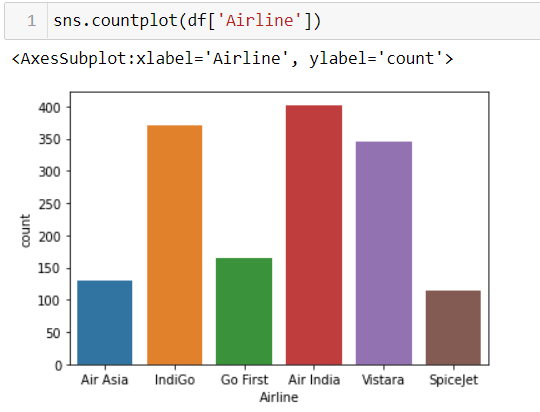 1 sns.countplot(df['Airline'])
<AxesSubplot:xlabel='Airline', ylabel='count'>
400
350
300
250
200
150
100
50
0
count
Air Asia IndiGo Go First Air India Vistara SpiceJet
Airline